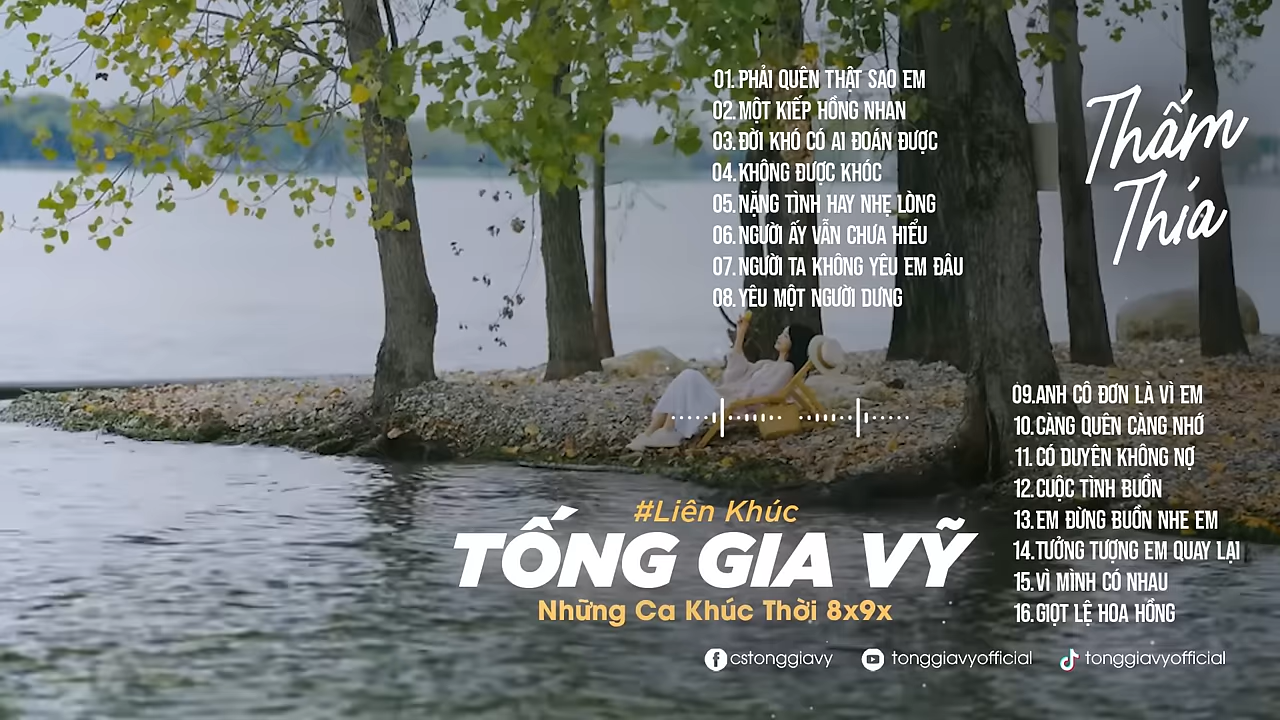 01. PHẢI QUÊN THẬT SAO EM
02. MỘT KIẾP HỒNG NHAN
03. ĐỜI KHÓ CÓ AI ĐOÁN ĐƯỢC
04. KHÔNG ĐƯỢC KHÓC
05. NẶNG TÌNH HAY NHẸ LÒNG
06. NGƯỜI ẤY VẪN CHƯA HIỂU
07. NGƯỜI TA KHÔNG YÊU EM ĐÂU
08. YÊU MỘT NGƯỜI DƯNG
Thấm
Thía
09. ANH CÔ ĐƠN LÀ VÌ EM
10. CÀNG QUÊN CÀNG NHỚ
11. CÓ DUYÊN KHÔNG NỢ
12. CUỘC TÌNH BUỒN
13. EM ĐỪNG BUỒN NHE EM
14. TƯỞNG TƯỢNG EM QUAY LẠI
15. VÌ MÌNH CÓ NHAU
16. GIỌT LỆ HOA HỒNG
#Liên Khúc
TỐNG GIA VỸ
Những Ca Khúc Thời 8x9x
cstonggiavy tonggiavyofficial tonggiavyofficial